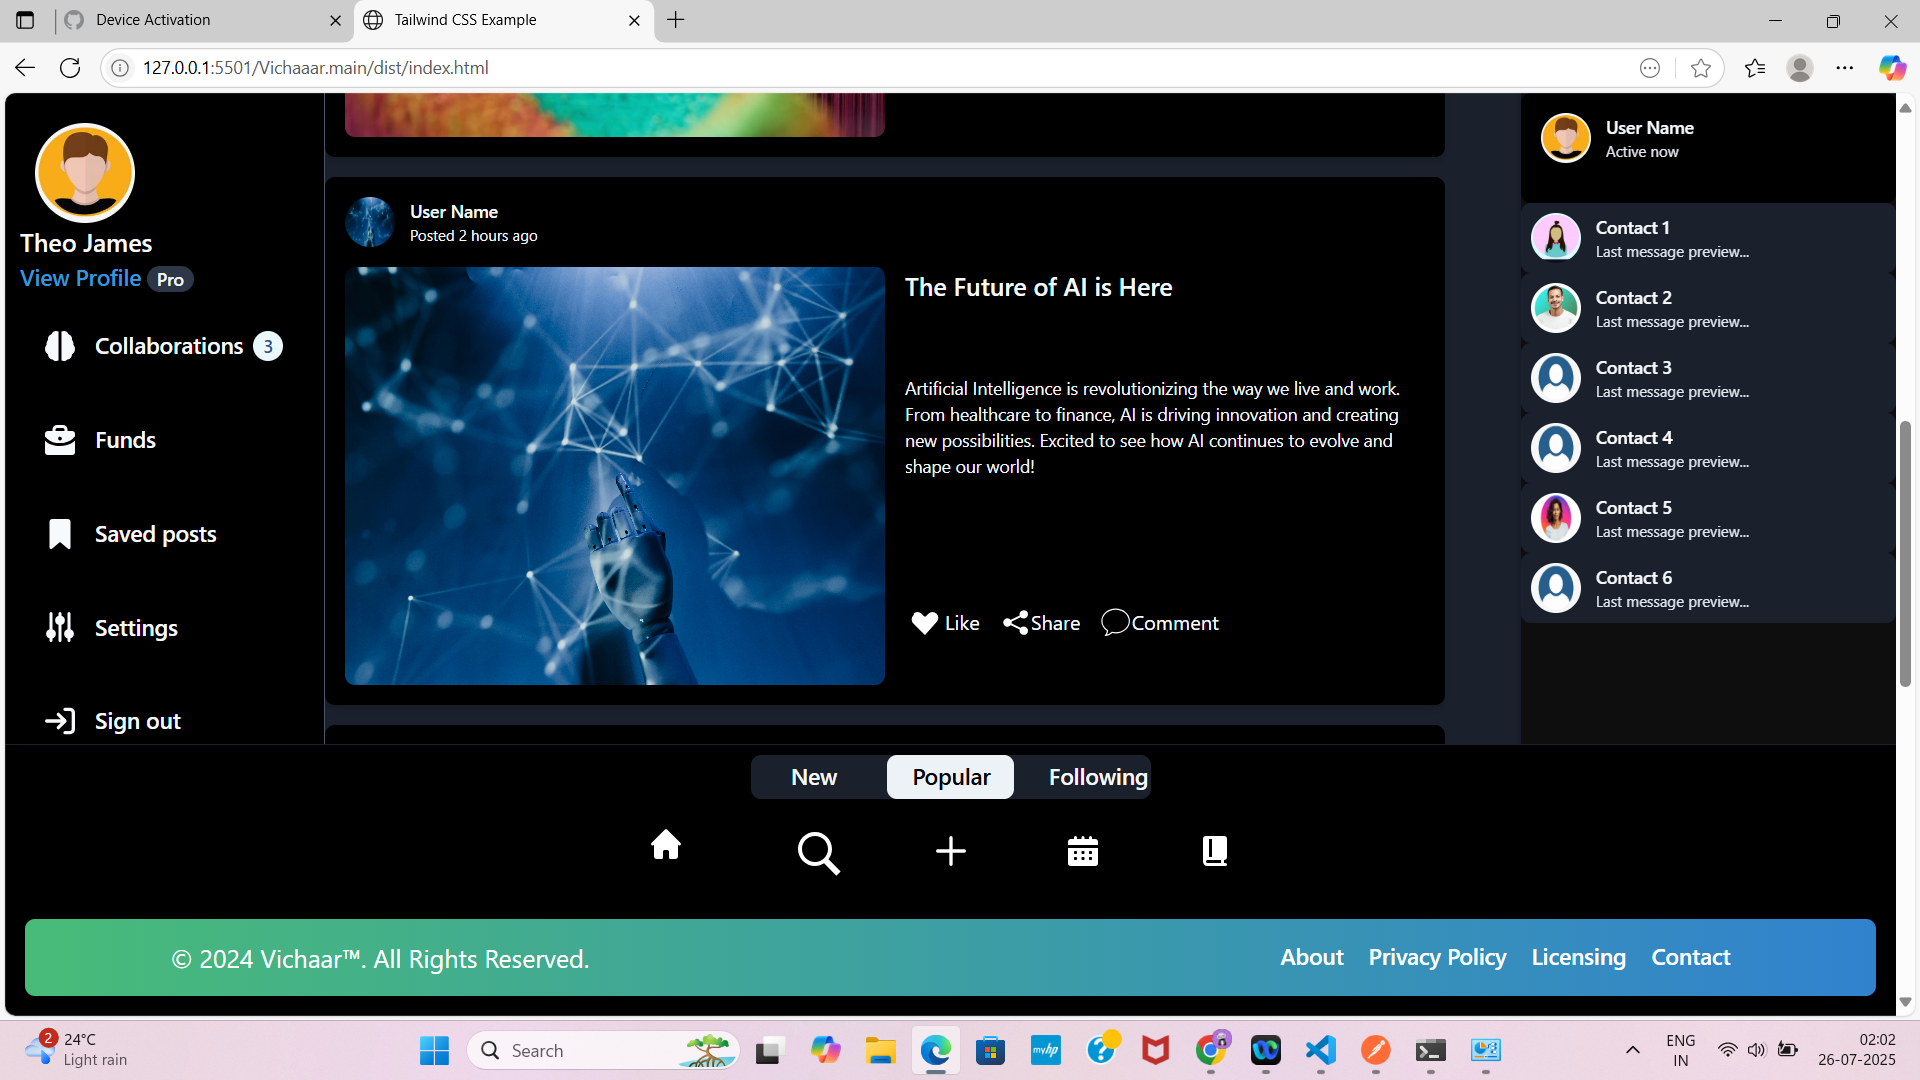 Device Activation
Tailwind CSS Example
127.0.0.1:5501/Vichaaar.main/dist/index.html
Theo James
View Profile Pro
Collaborations 3
Funds
Saved posts
Settings
Sign out
User Name
Posted 2 hours ago
The Future of AI is Here
Artificial Intelligence is revolutionizing the way we live and work.
From healthcare to finance, AI is driving innovation and creating
new possibilities. Excited to see how AI continues to evolve and
shape our world!
Like Share Comment
User Name
Active now
Contact 1
Last message preview...
Contact 2
Last message preview...
Contact 3
Last message preview...
Contact 4
Last message preview...
Contact 5
Last message preview...
Contact 6
Last message preview...
New Popular Following
© 2024 Vichaar™. All Rights Reserved.
About Privacy Policy Licensing Contact
2
24°C
Light rain
Search
myhp
ENG
IN
02:02
26-07-2025